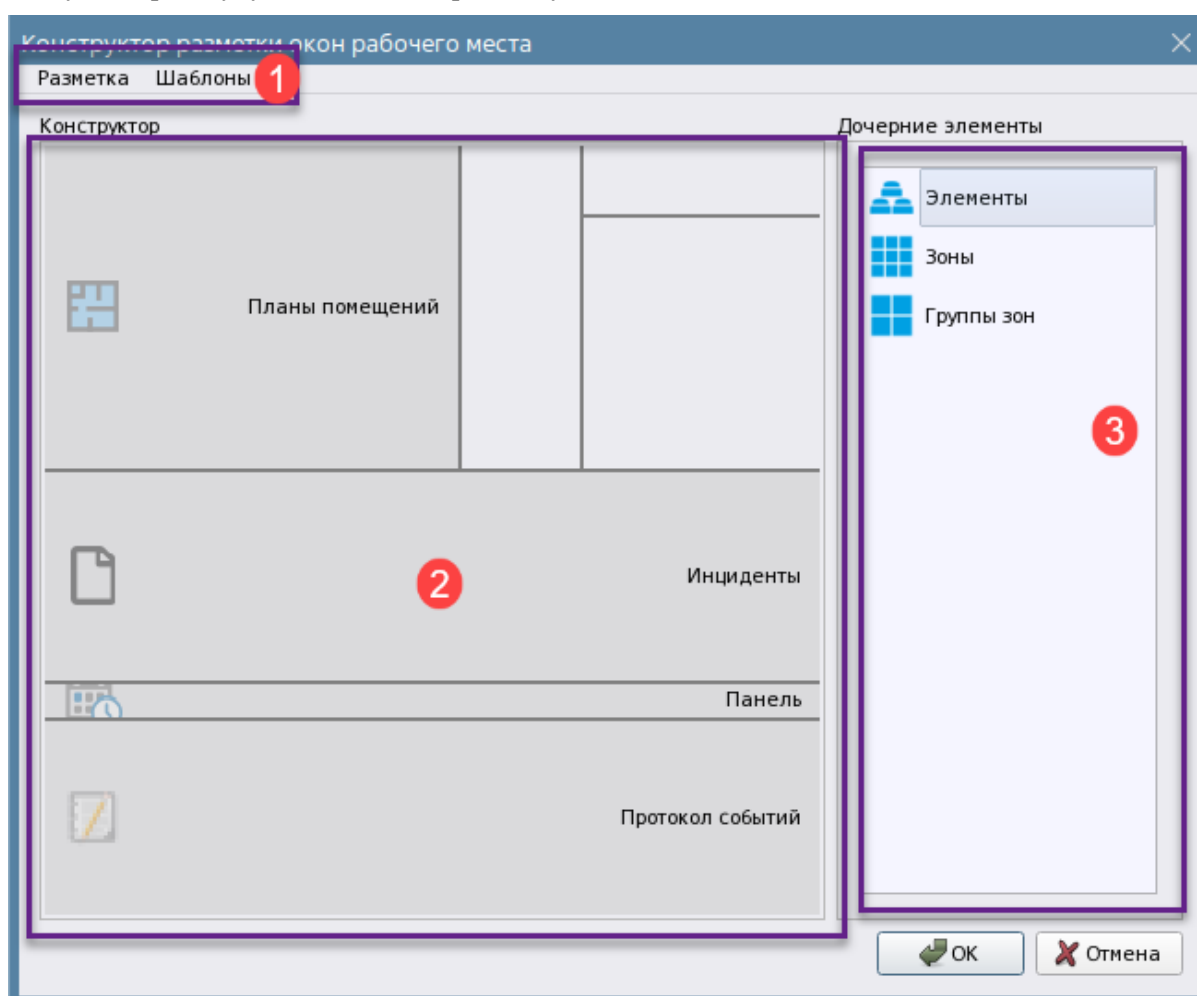 Конструктор разметки окон рабочего места
Разметка Шаблоны 1
Конструктор
Дочерние элементы
Элементы
Зоны
Планы помещений
Группы зон
3
2
Инциденты
Панель
Протокол событий
ОК
Отмена